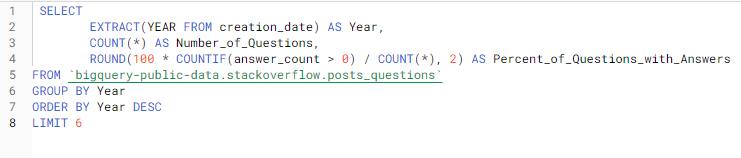 1 SELECT
2 EXTRACT(YEAR FROM creation_date) AS Year,
3 COUNT(*) AS Number_of_Questions,
4 ROUND(100 * COUNTIF(answer_count > 0) / COUNT(*), 2) AS Percent_of_Questions_with_Answers
5 FROM `bigquery-public-data.stackoverflow.posts_questions`
6 GROUP BY Year
7 ORDER BY Year DESC
8 LIMIT 6